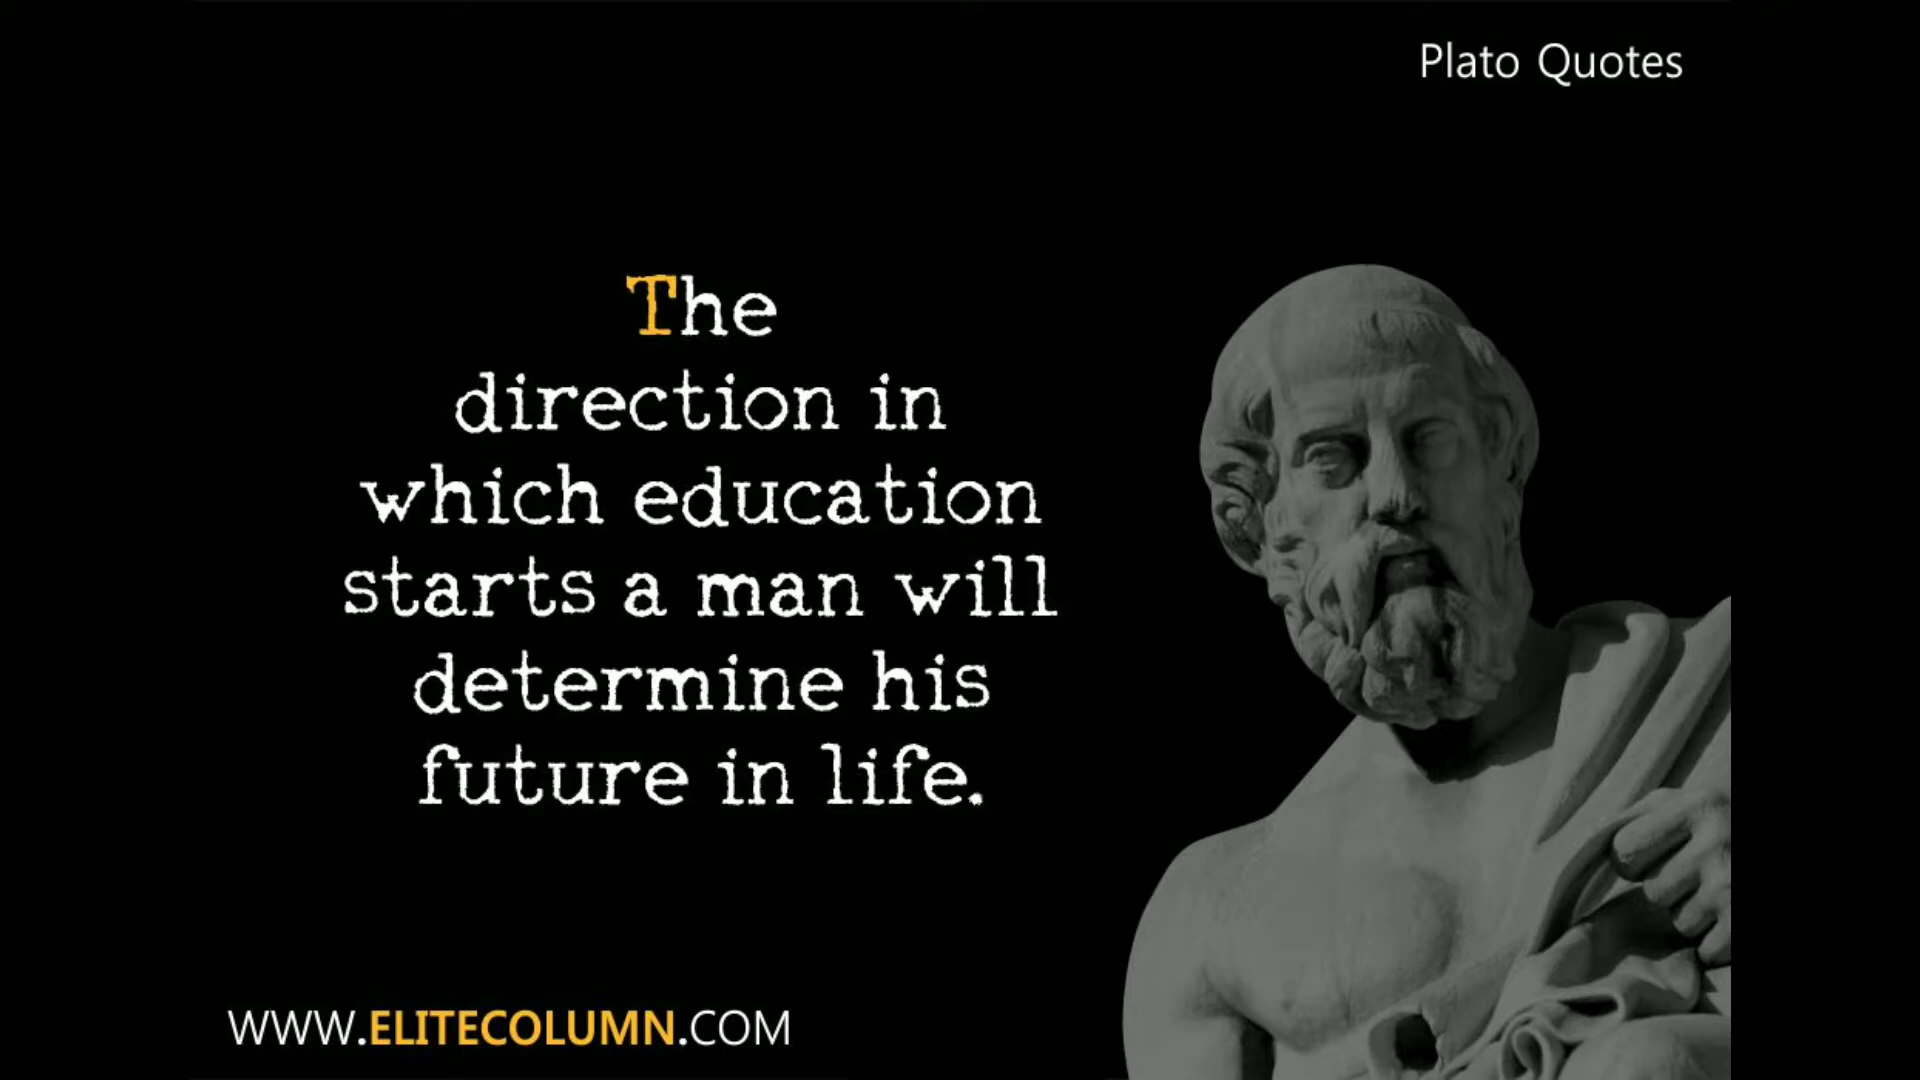 Plato Quotes
The
direction in
which education
starts a man will
determine his
future in life.
WWW.ELITECOLUMN.COM